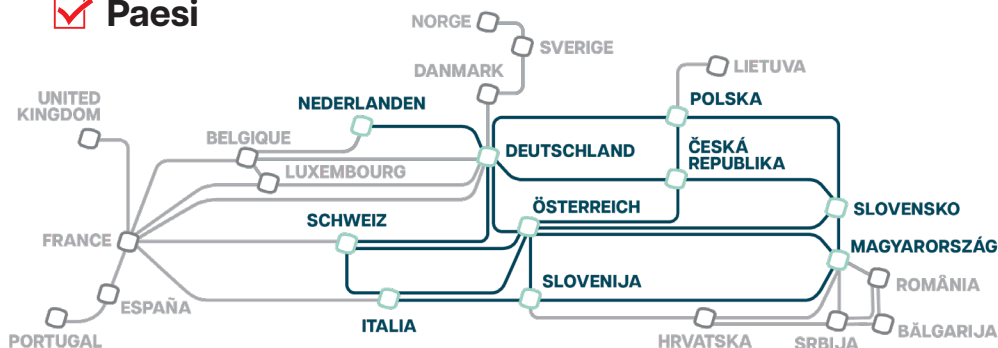 Paesi
NORGE
SVERIGE
DANMARK
LIETUVA
UNITED
KINGDOM
NEDERLANDEN
POLSKA
BELGIQUE
DEUTSCHLAND
ČESKÁ
REPUBLIKA
LUXEMBOURG
SCHWEIZ
ÖSTERREICH
SLOVENSKO
FRANCE
MAGYARORSZÁG
SLOVENIJA
ROMÂNIA
ESPAÑA
ITALIA
PORTUGAL
HRVATSKA
SRBIJA
BĂLGARIJA